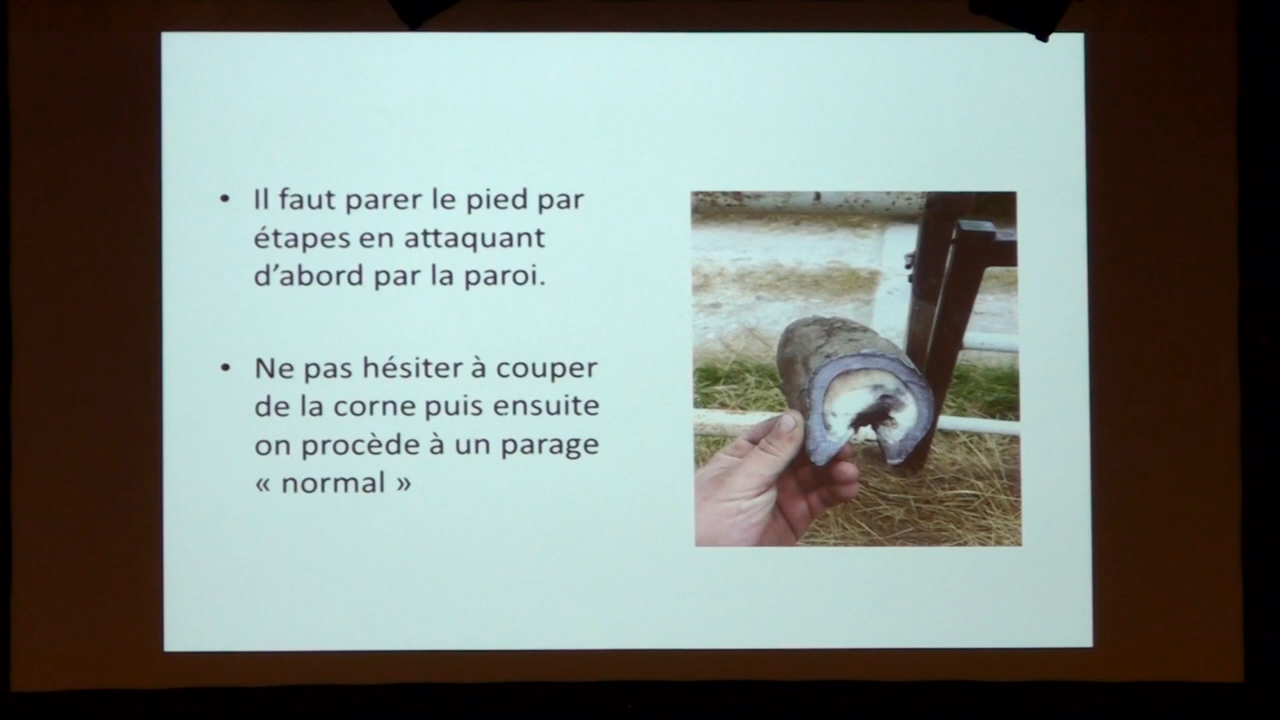 • Il faut parer le pied par
étapes en attaquant
d’abord par la paroi.
• Ne pas hésiter à couper
de la corne puis ensuite
on procède à un parage
« normal »